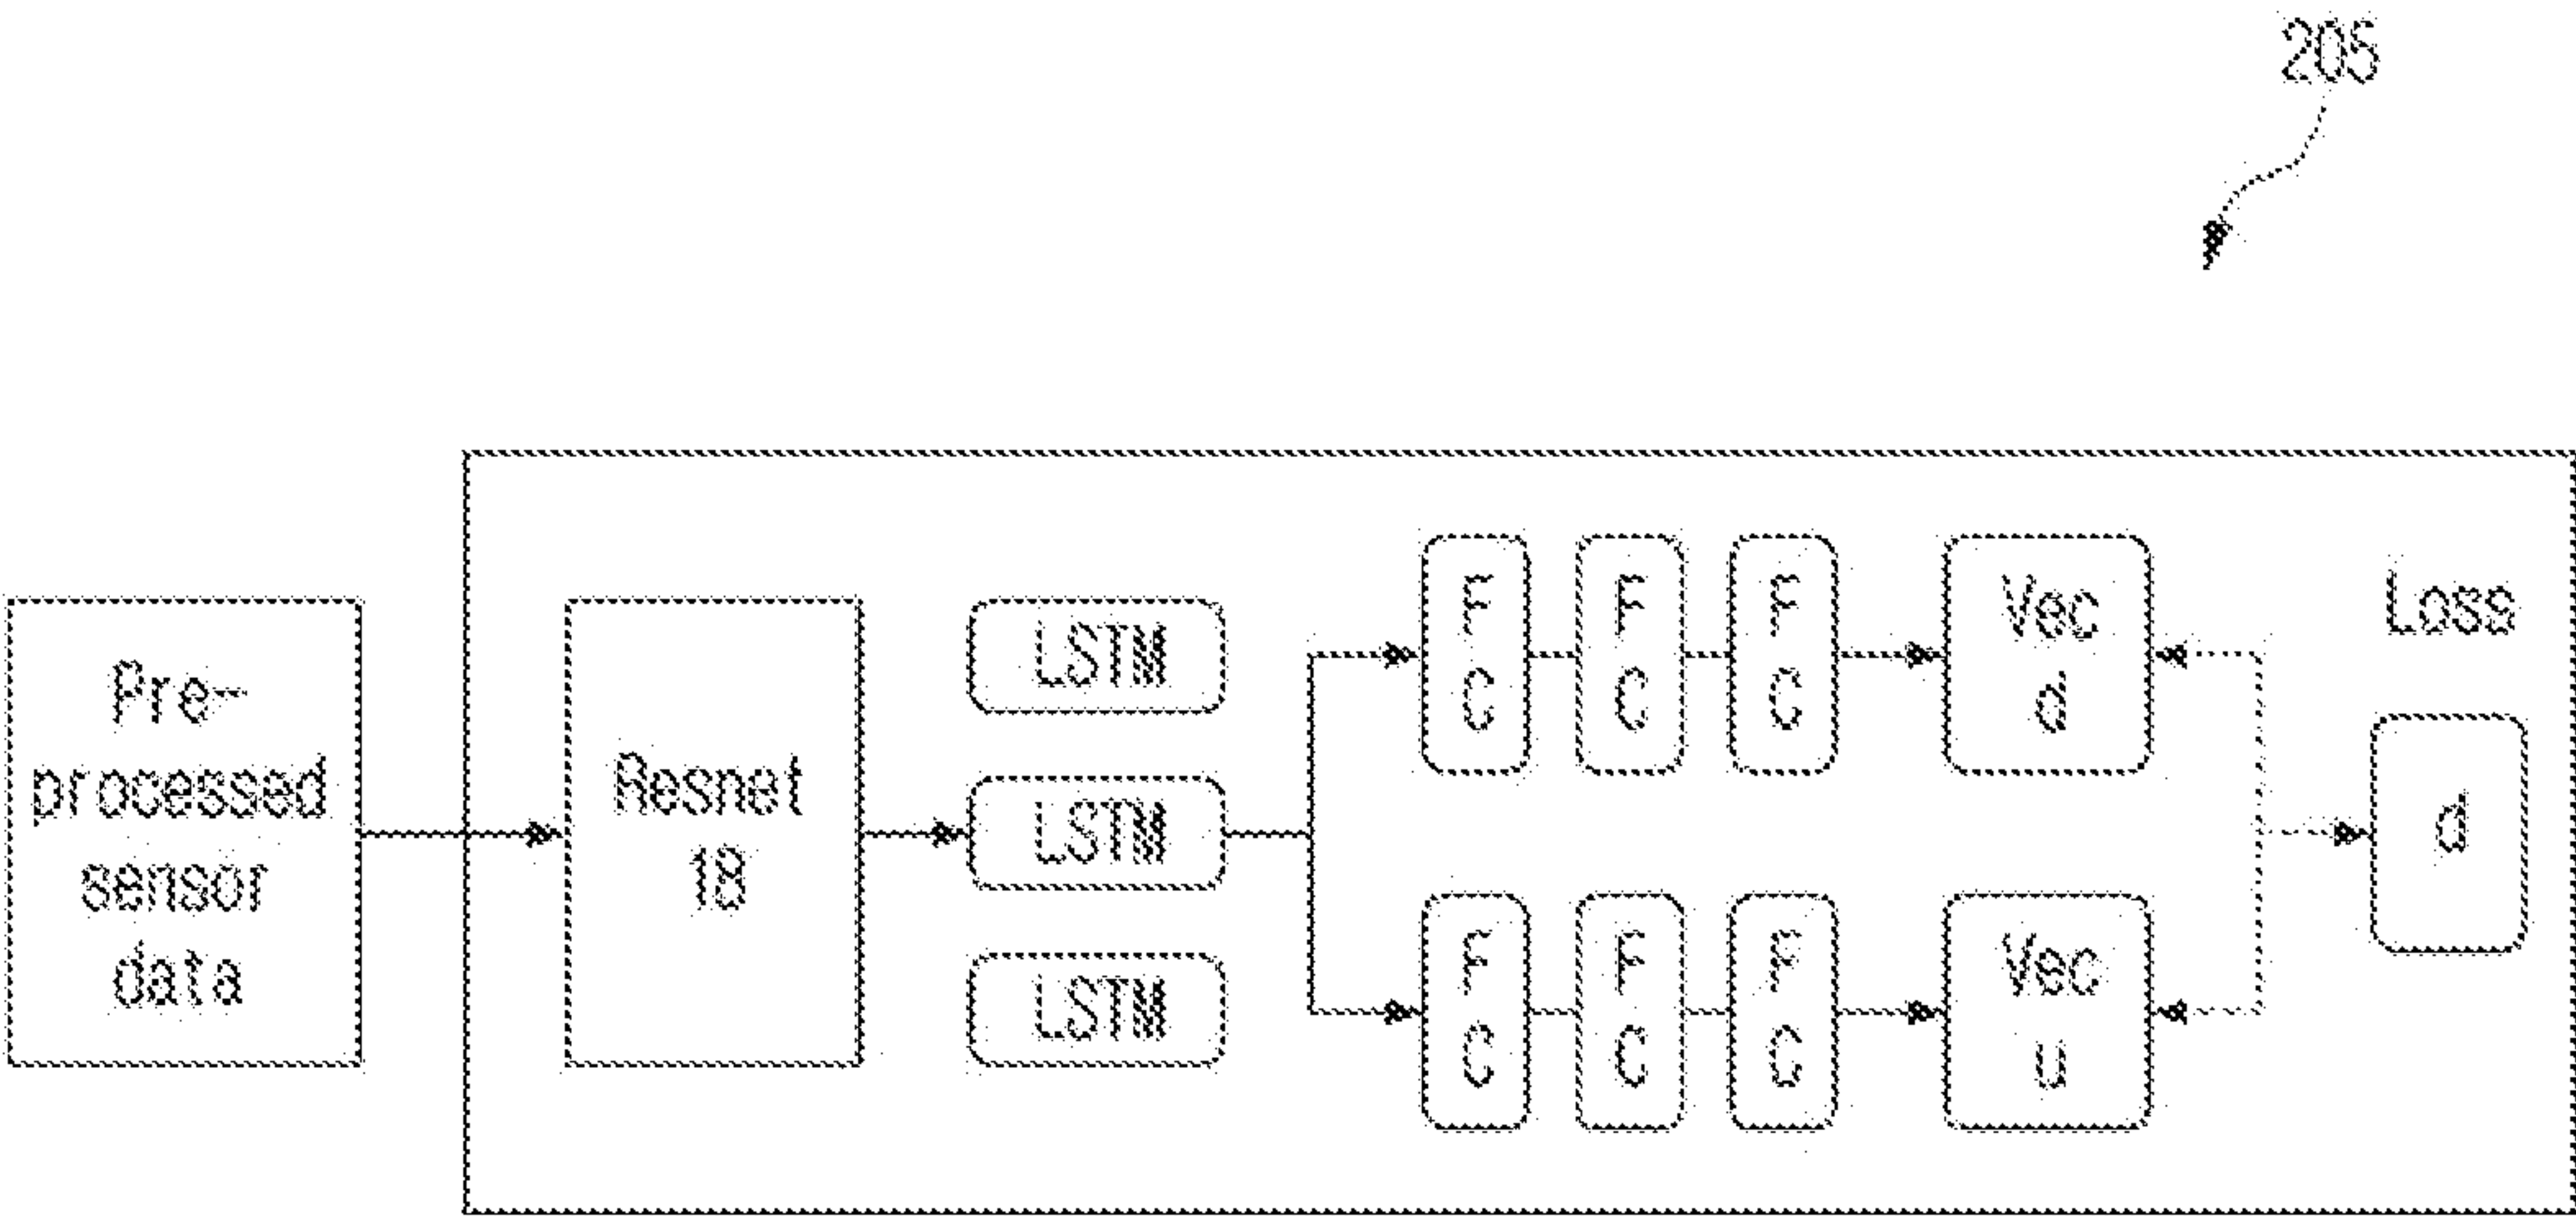 205
Pre-
processed
sensor
data
Resnet
18
LSTM
LSTM
LSTM
F
C
F
C
F
C
Vec
d
F
C
F
C
F
C
Vec
u
Loss
d